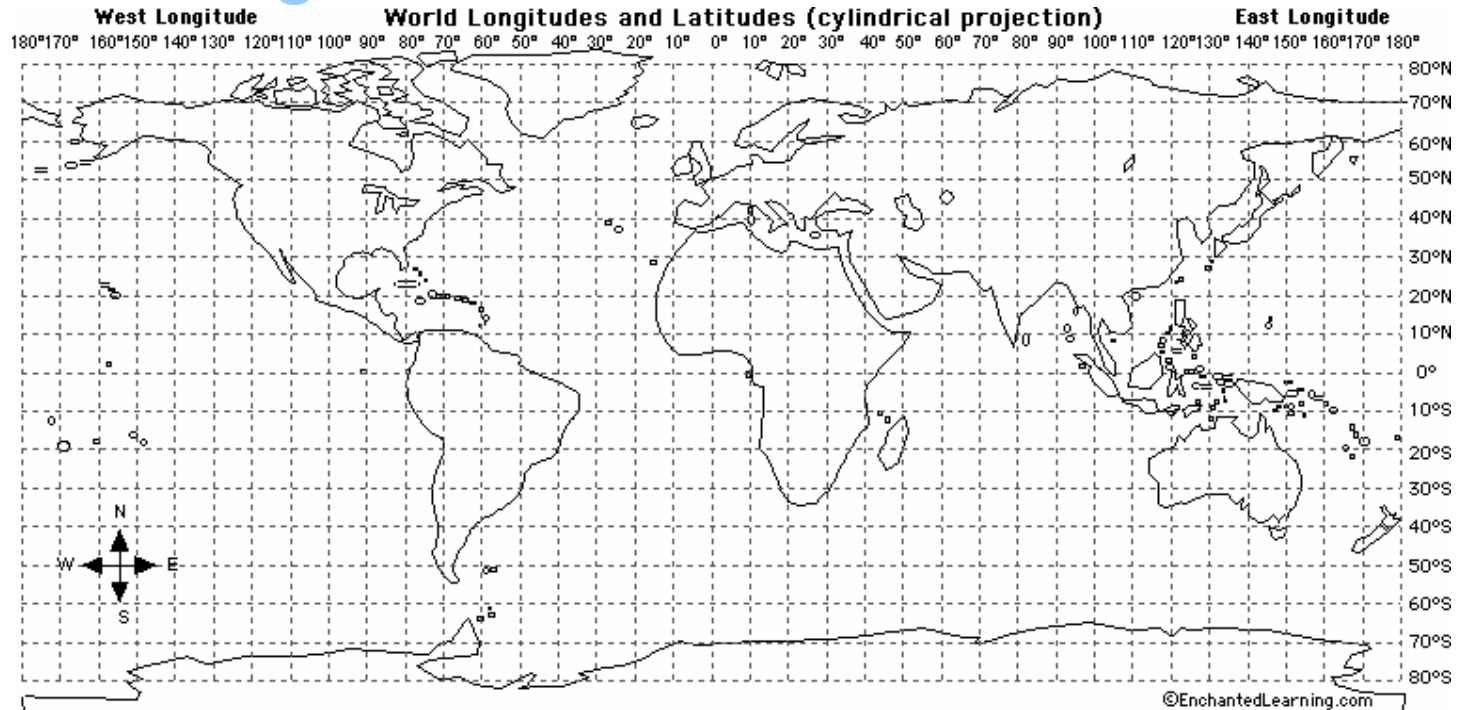 West Longitude World Longitudes and Latitudes (cylindrical projection) East Longitude
180° 170° 160° 150° 140° 130° 120° 110° 100° 90° 80° 70° 60° 50° 40° 30° 20° 10° 0° 10° 20° 30° 40° 50° 60° 70° 80° 90° 100° 110° 120° 130° 140° 150° 160° 170° 180°
80°N
70°N
60°N
50°N
40°N
30°N
20°N
10°N
0°
10°S
20°S
30°S
N
40°S
W E 50°S
S 60°S
70°S
80°S
©EnchantedLearning.com